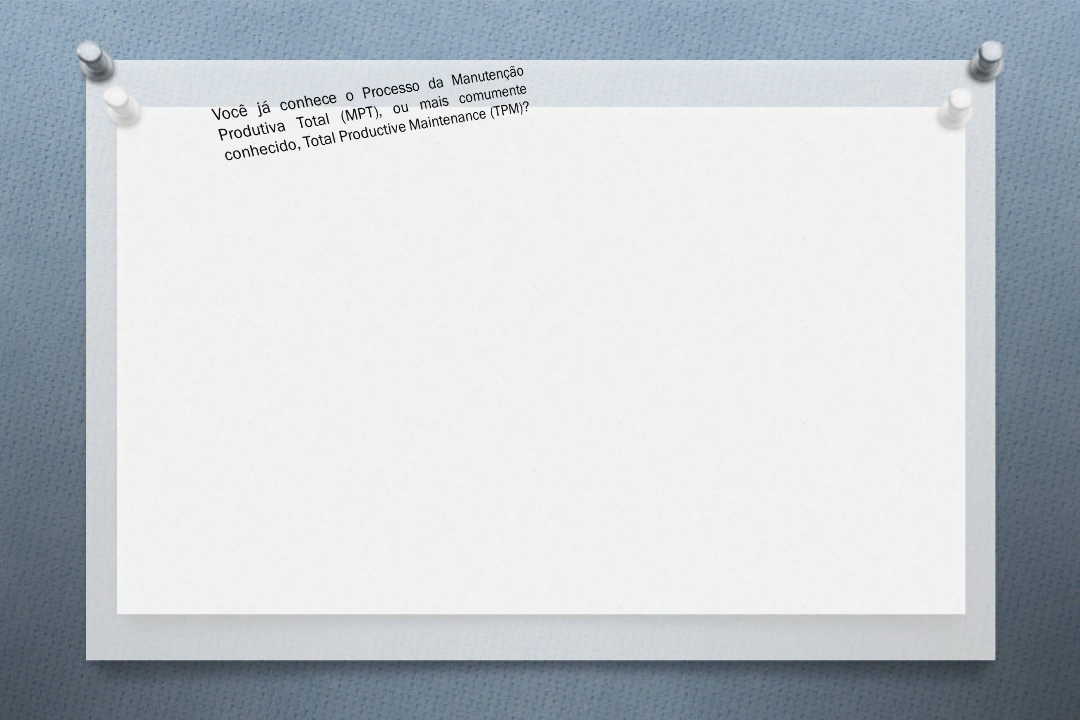 Você já conhece o Processo da Manutenção
Produtiva Total (MPT), ou mais comumente
conhecido, Total Productive Maintenance (TPM)?